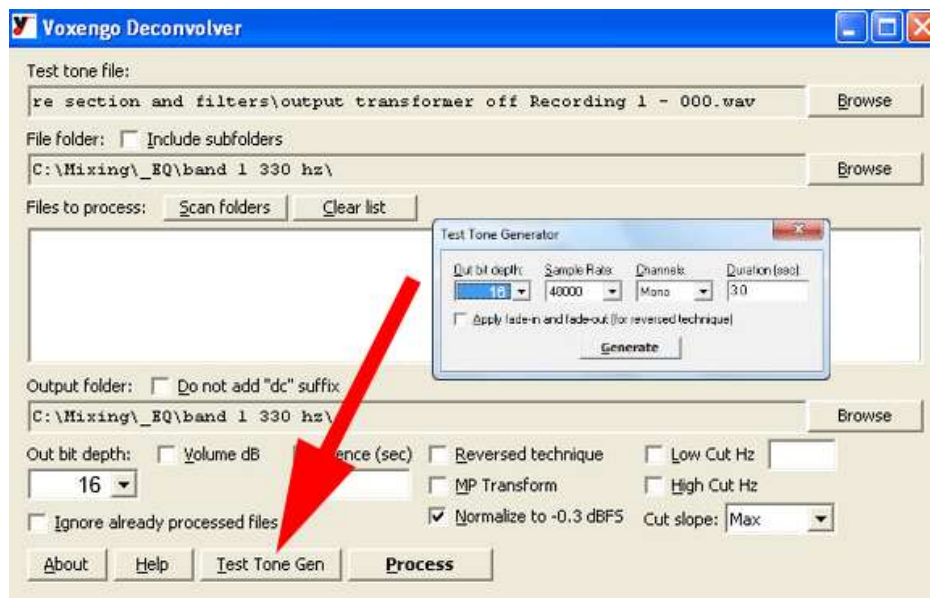 Voxengo Deconvolver
Test tone file:
re section and filters\output transformer off Recording 1 - 000.wav Browse
File folder: Include subfolders
C:\Mixing\_EQ\band 1 330 hz\ Browse
Files to process: Scan folders Clear list
Test Tone Generator
Out bit depth: Sample Rate: Channels: Duration (sec):
16 40000 Mono 30
Apply fade-in and fade-out (for reversed technique)
Generate
Output folder: Do not add "dc" suffix
C:\Mixing\_EQ\band 1 330 hz\ Browse
Out bit depth: Volume dB ence (sec) Reversed technique Low Cut Hz
16 MP Transform High Cut Hz
Ignore already processed files Normalize to -0.3 dBFS Cut slope: Max
About Help Test Tone Gen Process